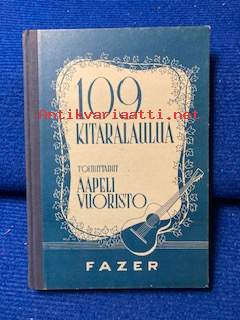 109
Antikvariaatti.net
KITARALAULUA
TOIMITTANUT
AAPELI
VUORISTO
FAZER